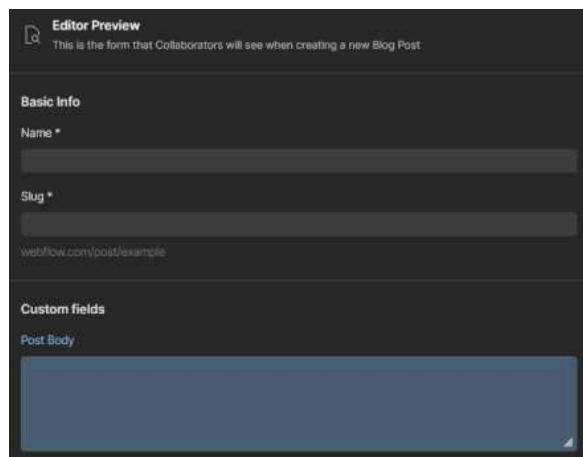 Editor Preview
This is the form that Collaborators will see when creating a new Blog Post
Basic Info
Name *
Slug *
webflow.com/post/example
Custom fields
Post Body